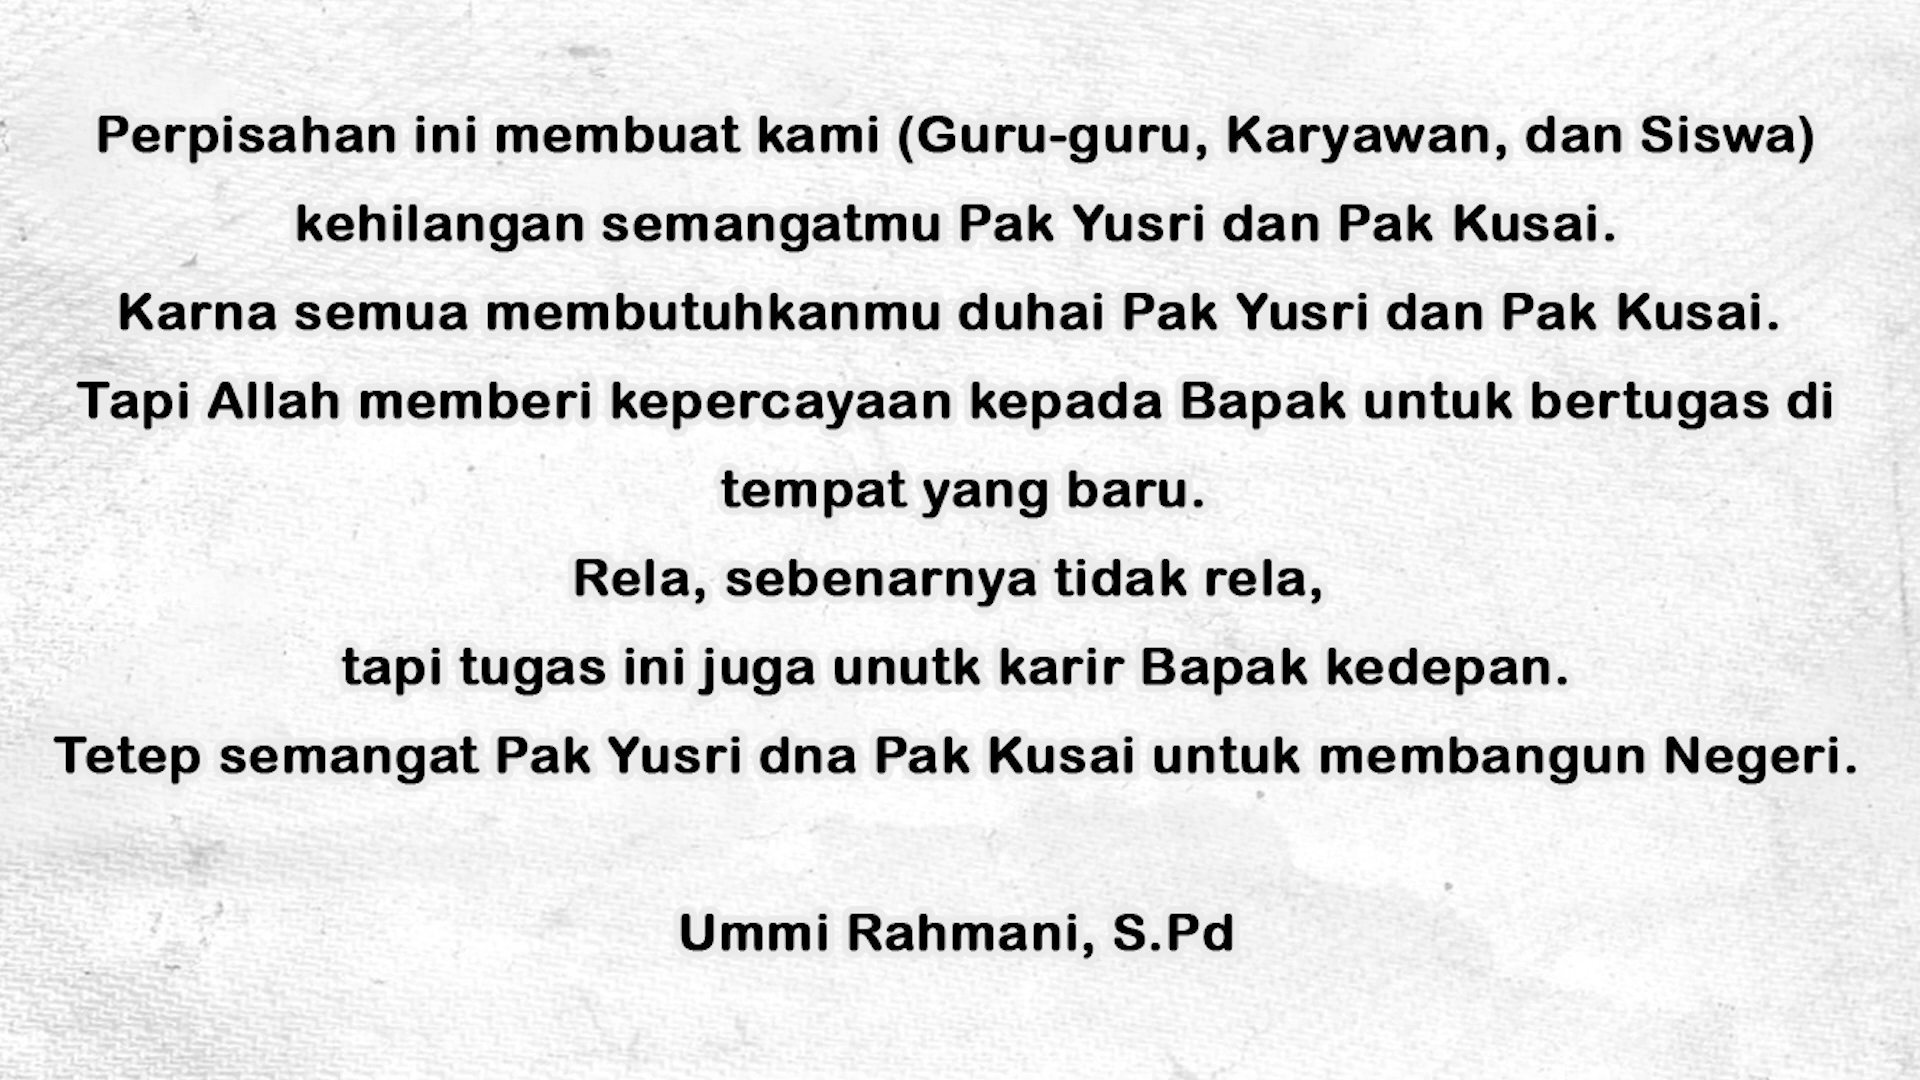 Perpisahan ini membuat kami (Guru-guru, Karyawan, dan Siswa)
kehilangan semangatmu Pak Yusri dan Pak Kusai.
Karna semua membutuhkanmu duhai Pak Yusri dan Pak Kusai.
Tapi Allah memberi kepercayaan kepada Bapak untuk bertugas di
tempat yang baru.
Rela, sebenarnya tidak rela,
tapi tugas ini juga unutk karir Bapak kedepan.
Tetep semangat Pak Yusri dna Pak Kusai untuk membangun Negeri.
Ummi Rahmani, S.Pd